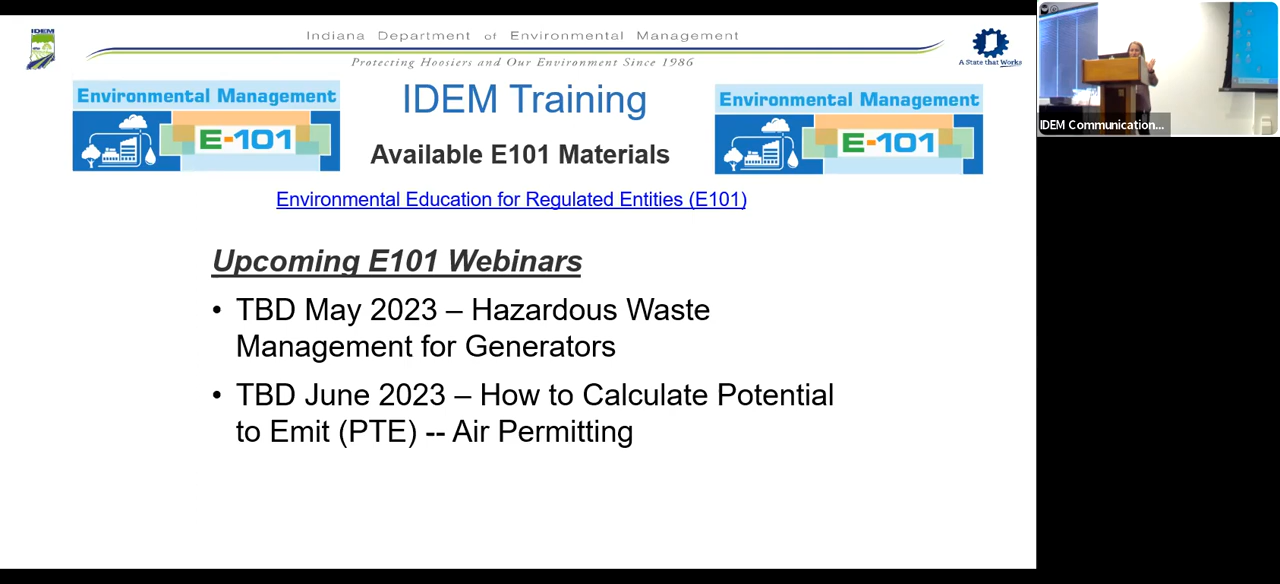 IDEM
Indiana Department of Environmental Management
Protecting Hoosiers and Our Environment Since 1986
A State that Works
Environmental Management
E-101
IDEM Training
Available E101 Materials
Environmental Management
E-101
Environmental Education for Regulated Entities (E101)
Upcoming E101 Webinars
• TBD May 2023 – Hazardous Waste
Management for Generators
• TBD June 2023 – How to Calculate Potential
to Emit (PTE) -- Air Permitting
IDEM Communication...